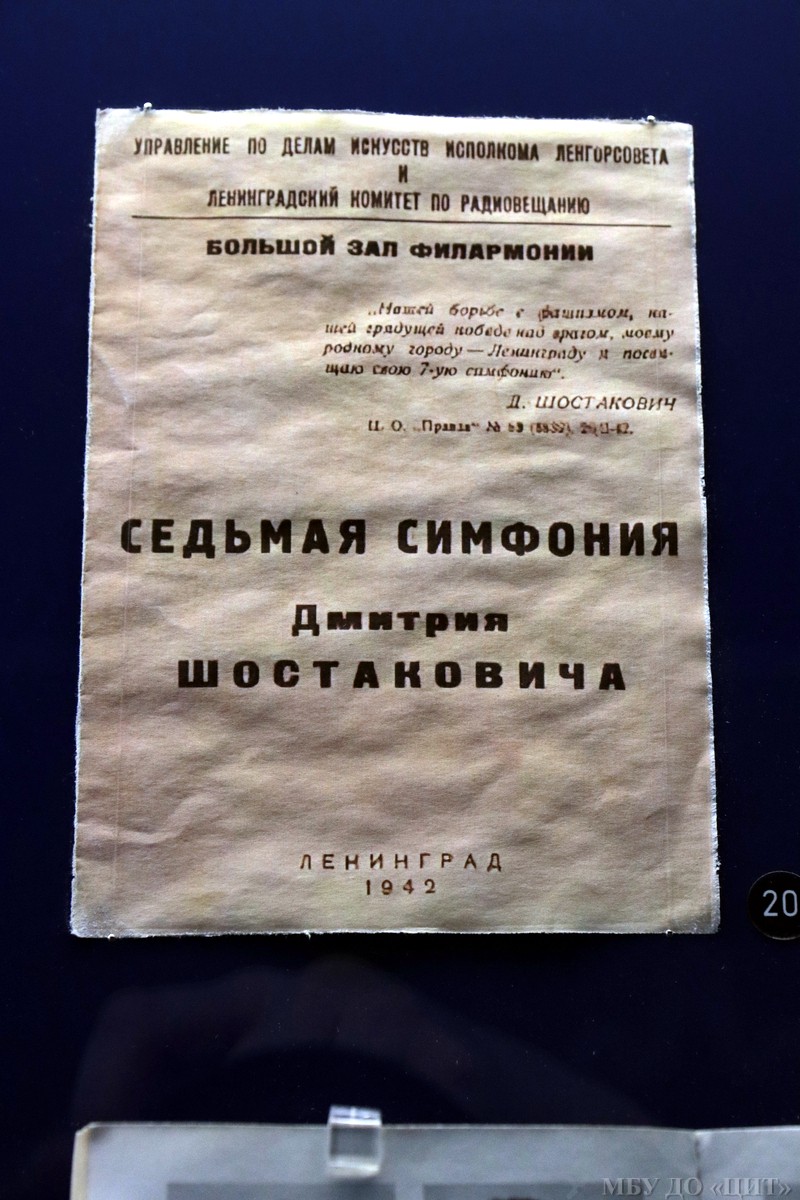 УПРАВЛЕНИЕ ПО ДЕЛАМ ИСКУССТВ ИСПОЛКОМА ЛЕНГОРСОВЕТА
И
ЛЕНИНГРАДСКИЙ КОМИТЕТ ПО РАДИОВЕЩАНИЮ
БОЛЬШОЙ ЗАЛ ФИЛАРМОНИИ
„Нашей борьбе с фашизмом, на-
шей грядущей победе над врагом, моему
родному городу — Ленинграду я посвя-
щаю свою 7-ую симфонию“.
Д. ШОСТАКОВИЧ
Ц. О. „Правда“ №
СЕДЬМАЯ СИМФОНИЯ
Дмитрия
ШОСТАКОВИЧА
ЛЕНИНГРАД
1942
20
МБУ ДО «ЦИТ»